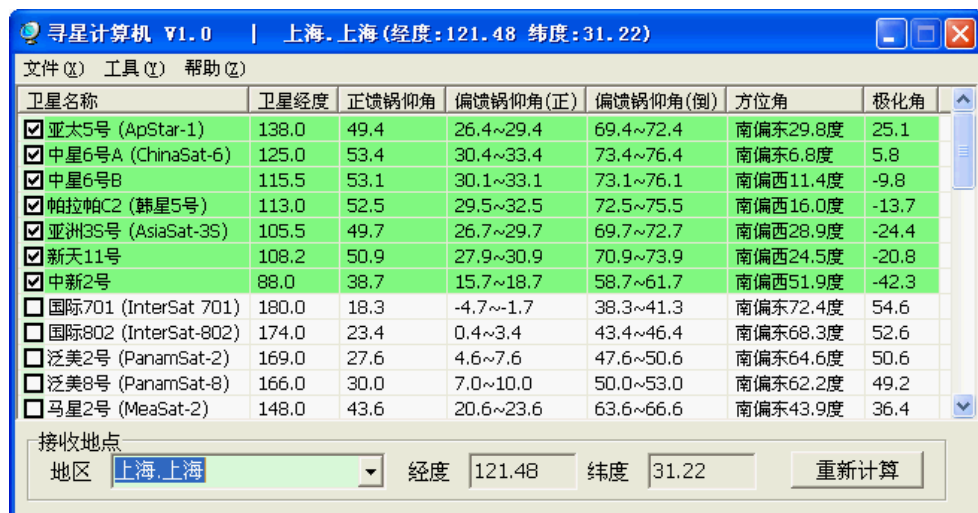 寻星计算机 V1.0 | 上海.上海(经度:121.48 纬度:31.22)
文件(X) 工具(Y) 帮助(Z)
卫星名称 卫星经度 正馈锅仰角 偏馈锅仰角(正) 偏馈锅仰角(倒) 方位角 极化角
亚太5号 (ApStar-1) 138.0 49.4 26.4~29.4 69.4~72.4 南偏东29.8度 25.1
中星6号A (ChinaSat-6) 125.0 53.4 30.4~33.4 73.4~76.4 南偏东6.8度 5.8
中星6号B 115.5 53.1 30.1~33.1 73.1~76.1 南偏西11.4度 -9.8
帕拉帕C2 (韩星5号) 113.0 52.5 29.5~32.5 72.5~75.5 南偏西16.0度 -13.7
亚洲3S号 (AsiaSat-3S) 105.5 49.7 26.7~29.7 69.7~72.7 南偏西28.9度 -24.4
新天11号 108.2 50.9 27.9~30.9 70.9~73.9 南偏西24.5度 -20.8
中新2号 88.0 38.7 15.7~18.7 58.7~61.7 南偏西51.9度 -42.3
国际701 (InterSat 701) 180.0 18.3 -4.7~-1.7 38.3~41.3 南偏东72.4度 54.6
国际802 (InterSat-802) 174.0 23.4 0.4~3.4 43.4~46.4 南偏东68.3度 52.6
泛美2号 (PanamSat-2) 169.0 27.6 4.6~7.6 47.6~50.6 南偏东64.6度 50.6
泛美8号 (PanamSat-8) 166.0 30.0 7.0~10.0 50.0~53.0 南偏东62.2度 49.2
马星2号 (MeaSat-2) 148.0 43.6 20.6~23.6 63.6~66.6 南偏东43.9度 36.4
接收地点
地区 上海.上海 经度 121.48 纬度 31.22 重新计算